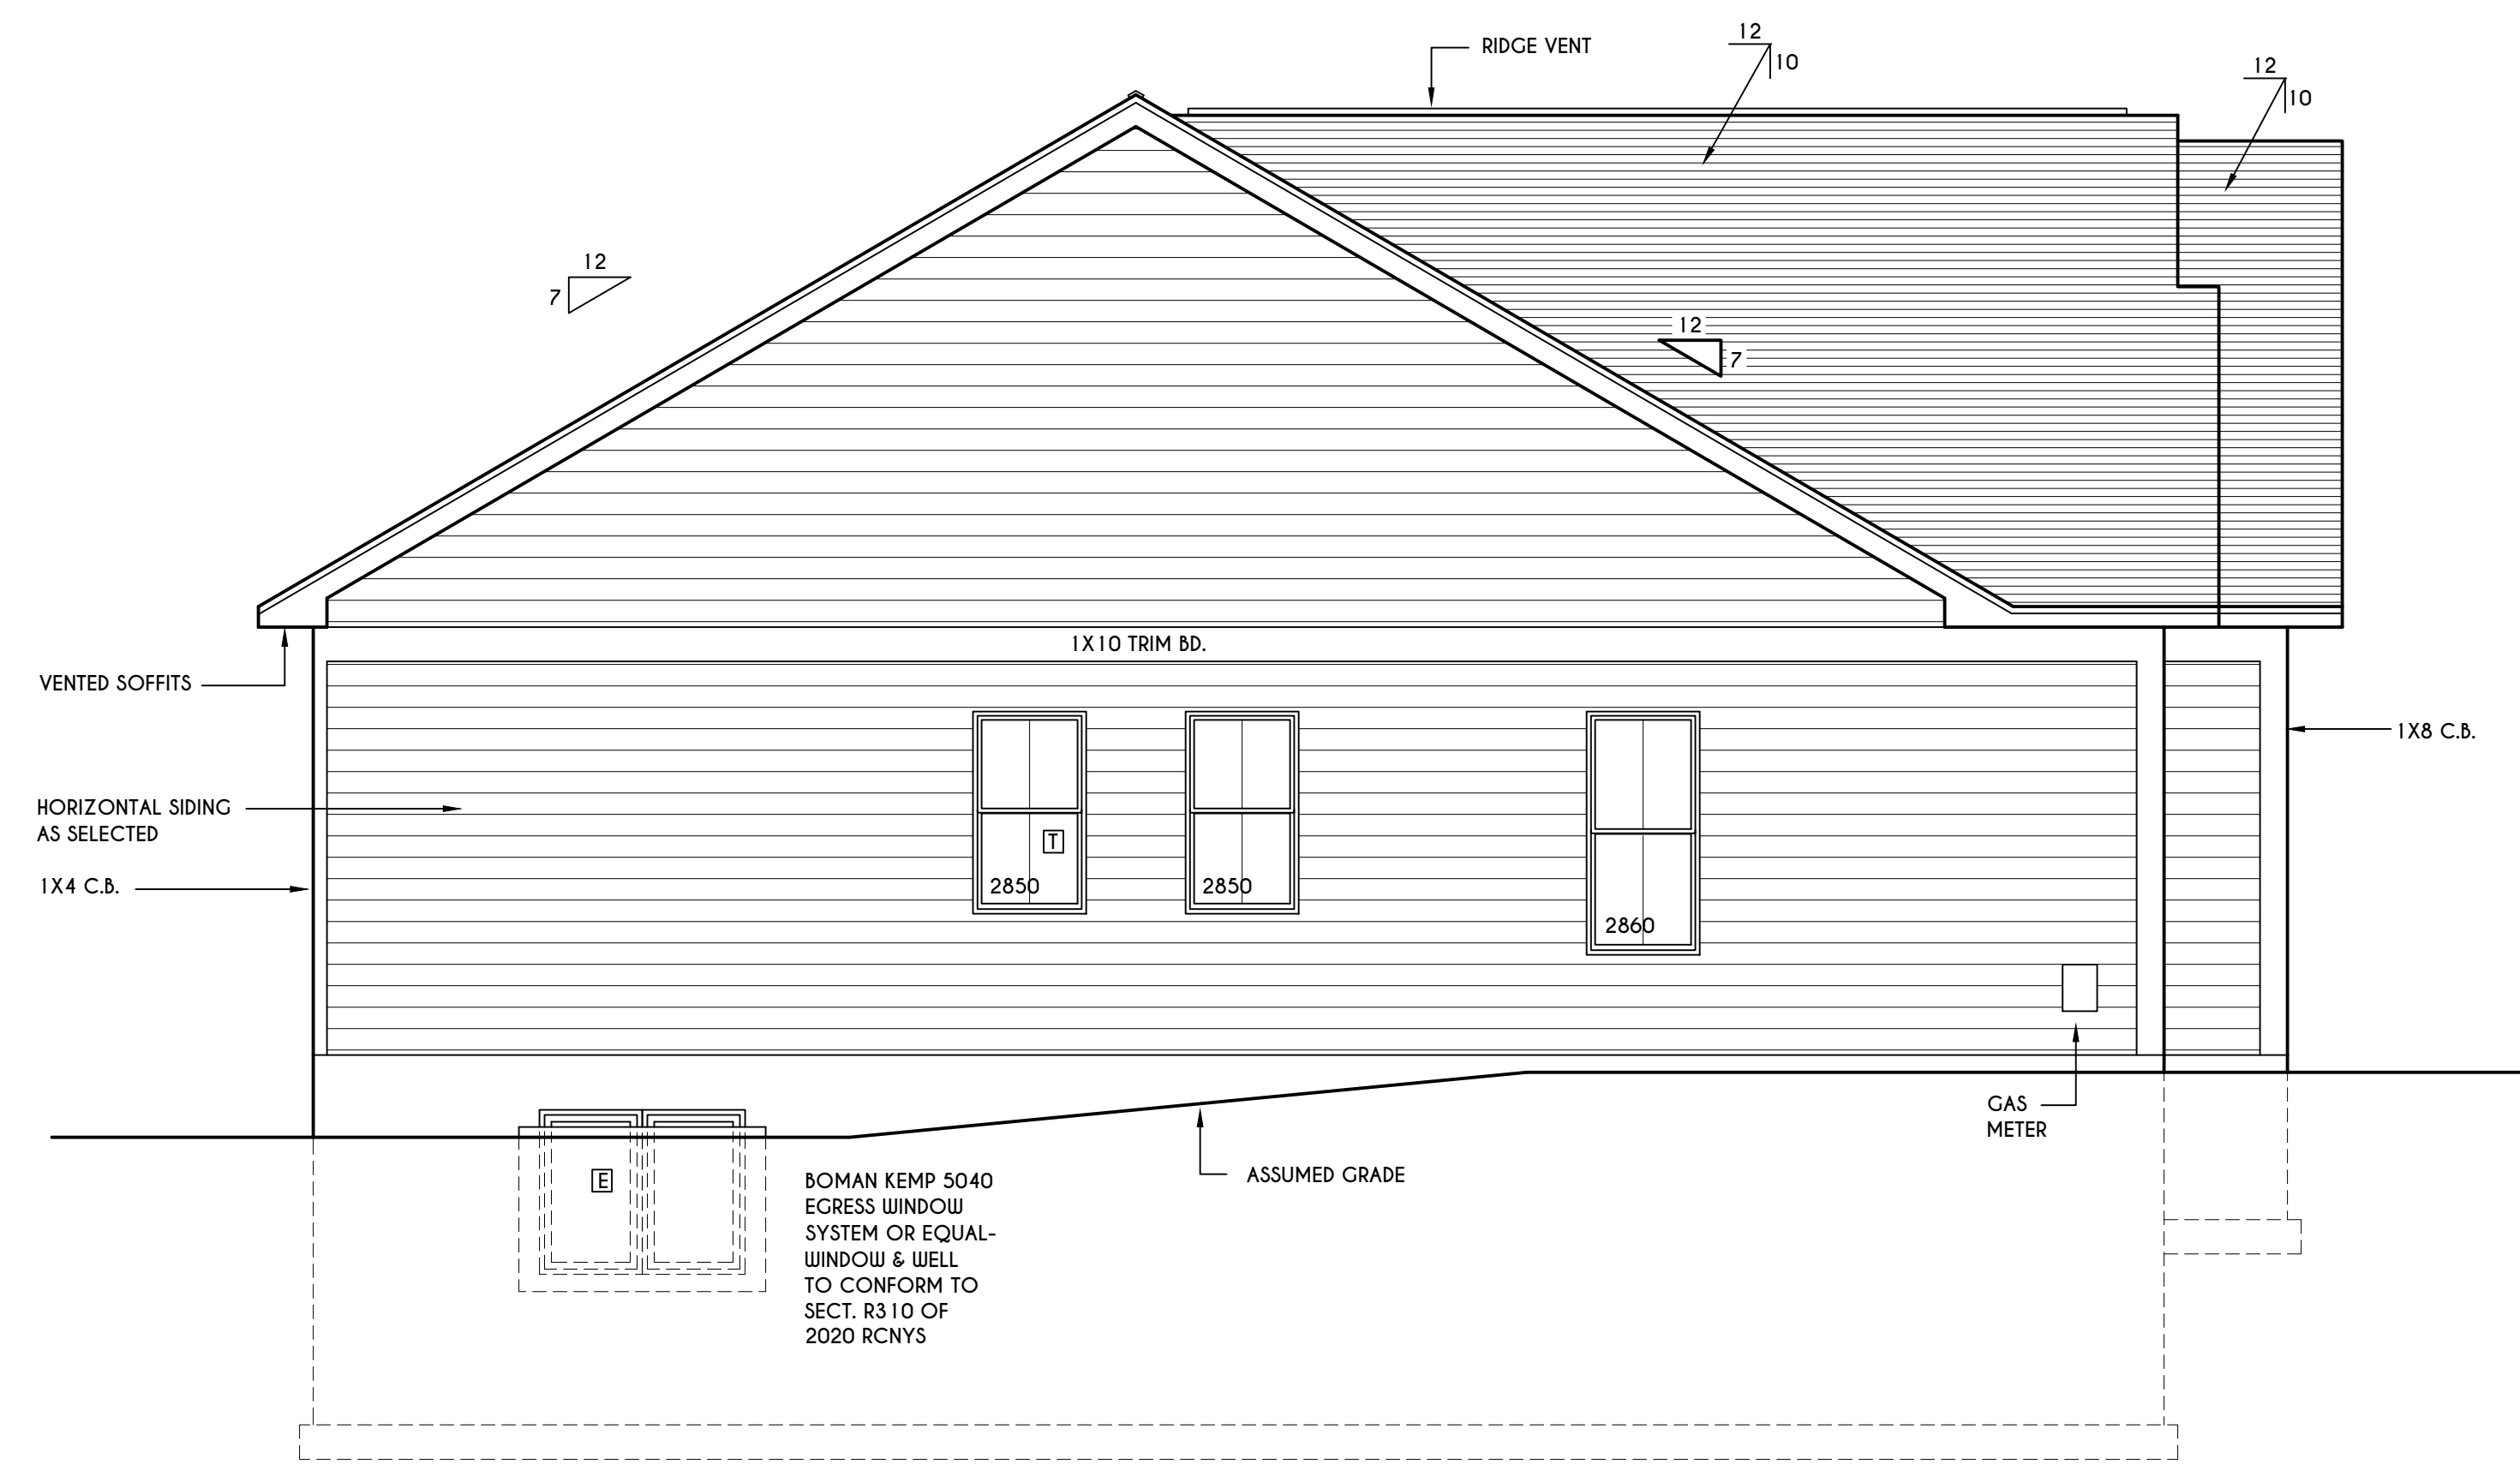 RIDGE VENT
12
10
12
10
12
7
12
7
1X10 TRIM BD.
VENTED SOFFITS
1X8 C.B.
HORIZONTAL SIDING
AS SELECTED
T
1X4 C.B.
2850
2850
2860
GAS
METER
E
BOMAN KEMP 5040
EGRESS WINDOW
SYSTEM OR EQUAL-
WINDOW & WELL
TO CONFORM TO
SECT. R310 OF
2020 RCNYS
ASSUMED GRADE